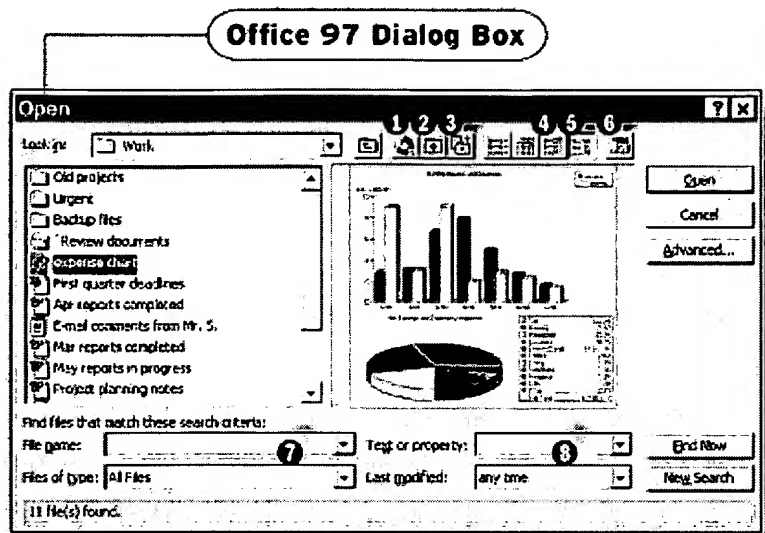 Office 97 Dialog Box
Open
? ×
Look in: Work
1 2 3 4 5 6
Old projects
Urgent
Backup files
Review documents
Expense chart
First quarter deadlines
Apr reports completed
E-mail comments from Mr. S.
Mar reports completed
May reports in progress
Project planning notes
Open
Cancel
Advanced...
Find files that match these search criteria:
File name: 7 Text or property: 8 Find Now
Files of type: All Files Last modified: any time New Search
11 file(s) found.